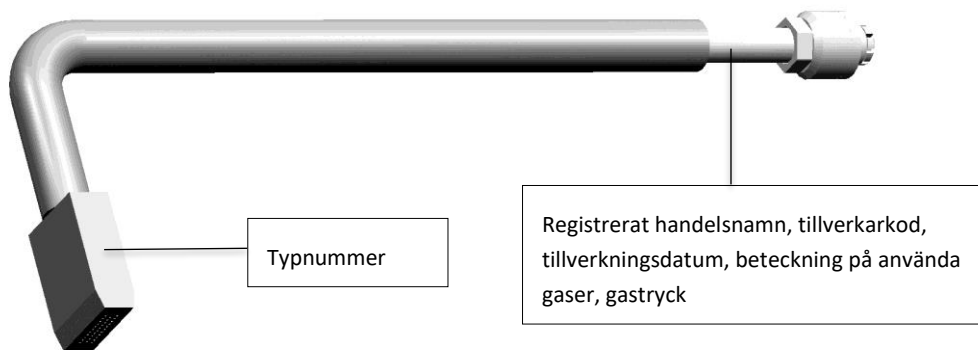 Typnummer
Registrerat handelsnamn, tillverkarkod,
tillverkningsdatum, beteckning på använda
gaser, gastryck